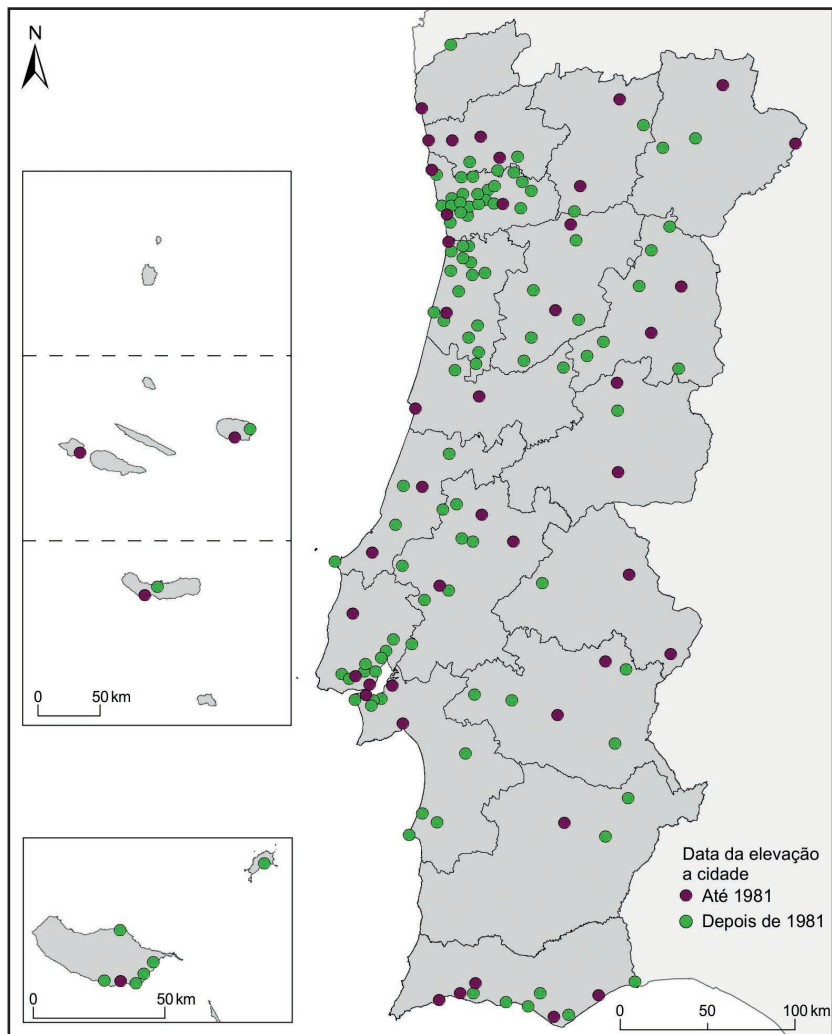 N
0 50 km
0 50 km
Data da elevação
a cidade
Até 1981
Depois de 1981
0 50 100 km